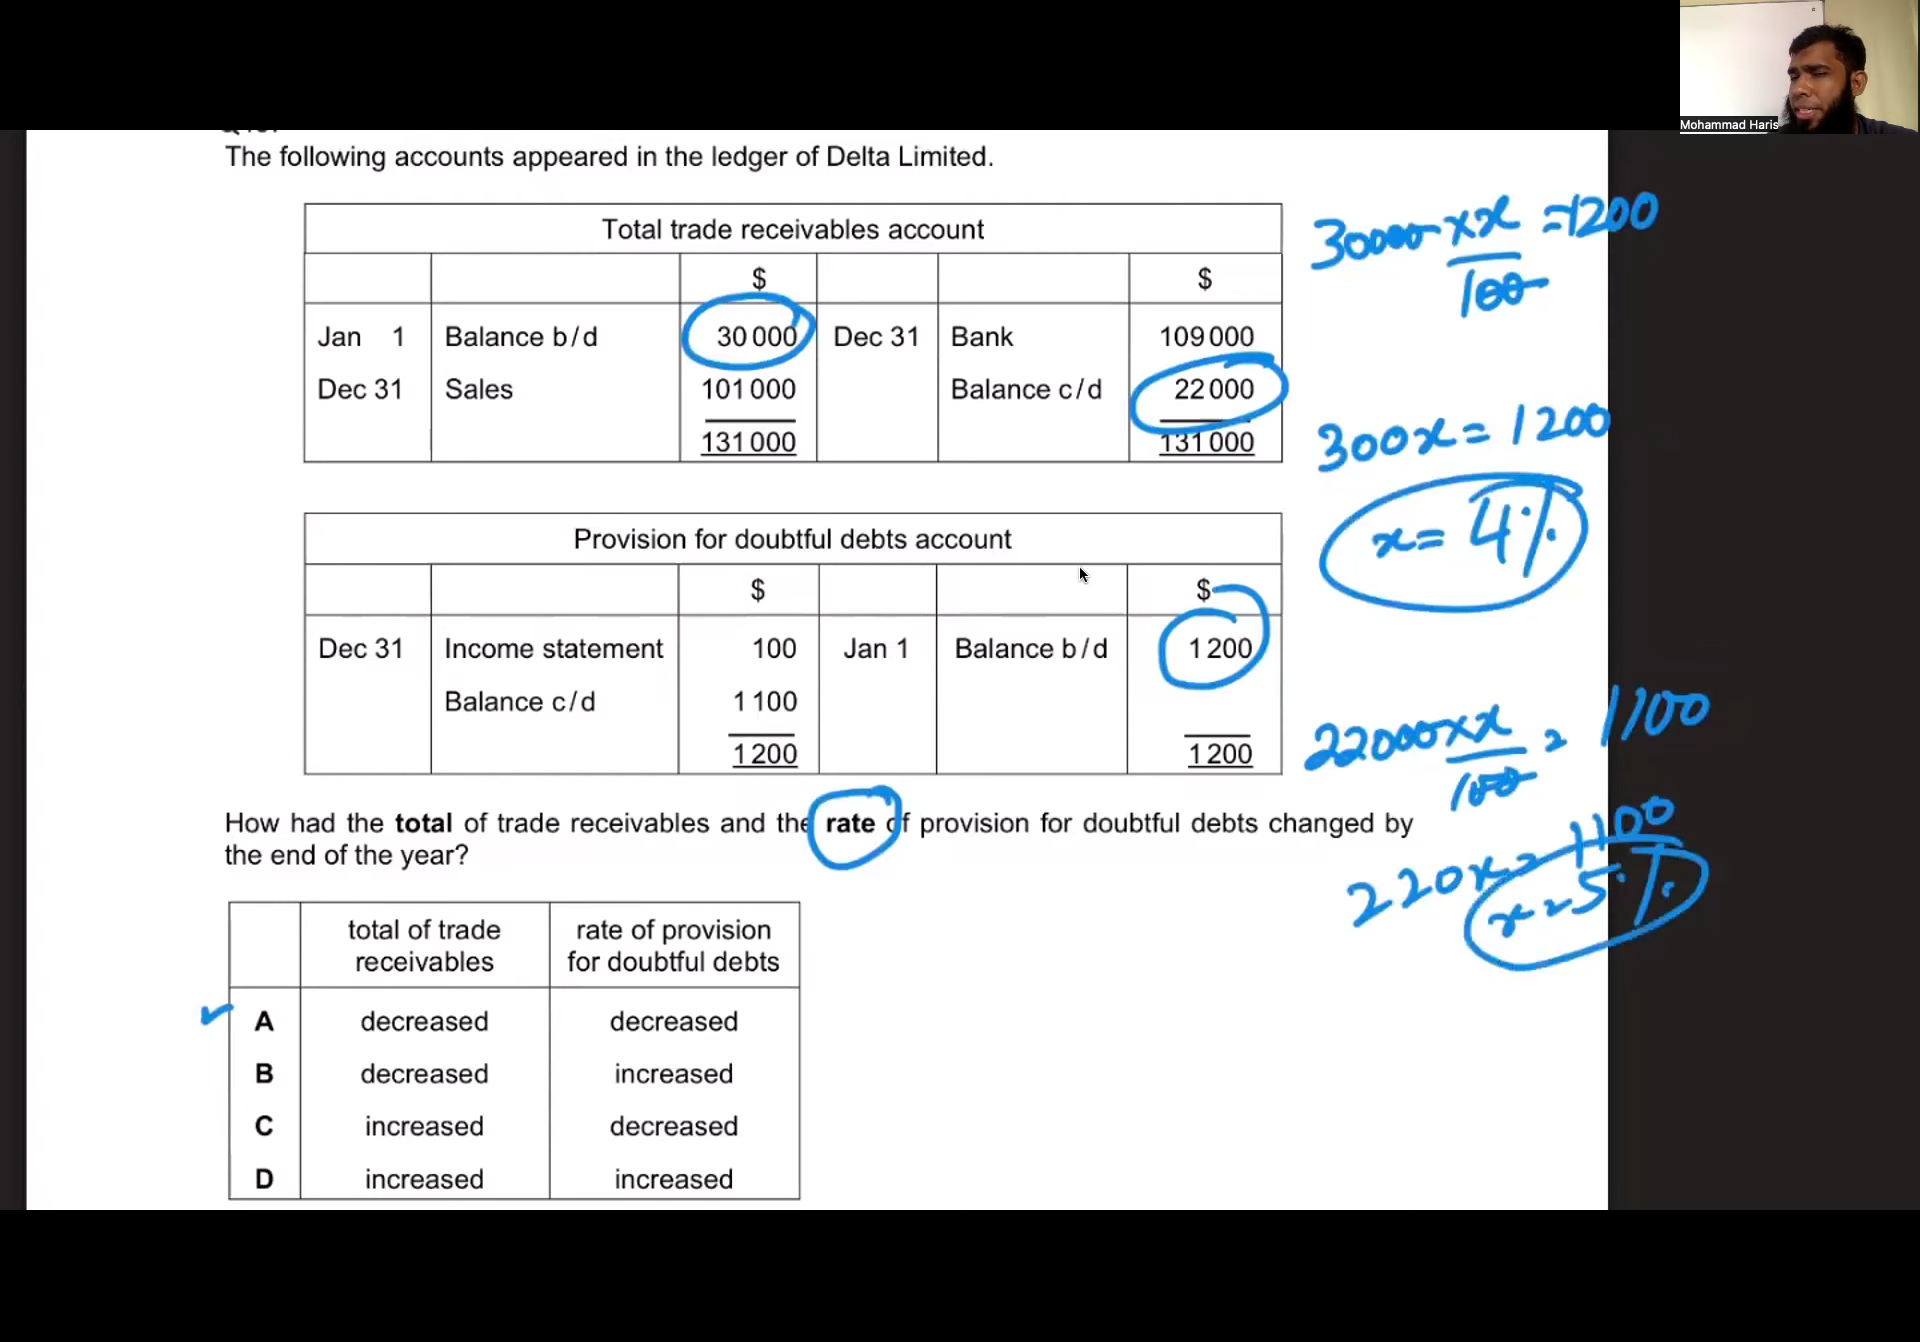 Mohammad Haris
The following accounts appeared in the ledger of Delta Limited.
Total trade receivables account
$ $
Jan 1 Balance b/d 30 000 Dec 31 Bank 109 000
Dec 31 Sales 101 000 Balance c/d 22 000
131 000 131 000
Provision for doubtful debts account
$ $
Dec 31 Income statement 100 Jan 1 Balance b/d 1 200
Balance c/d 1 100
1 200 1 200
How had the total of trade receivables and the rate of provision for doubtful debts changed by
the end of the year?
total of trade rate of provision
receivables for doubtful debts
A decreased decreased
B decreased increased
C increased decreased
D increased increased
30000 x x = 1200
100
300x = 1200
x = 4%
22000 x x = 1100
100
220x = 1100
x = 5%